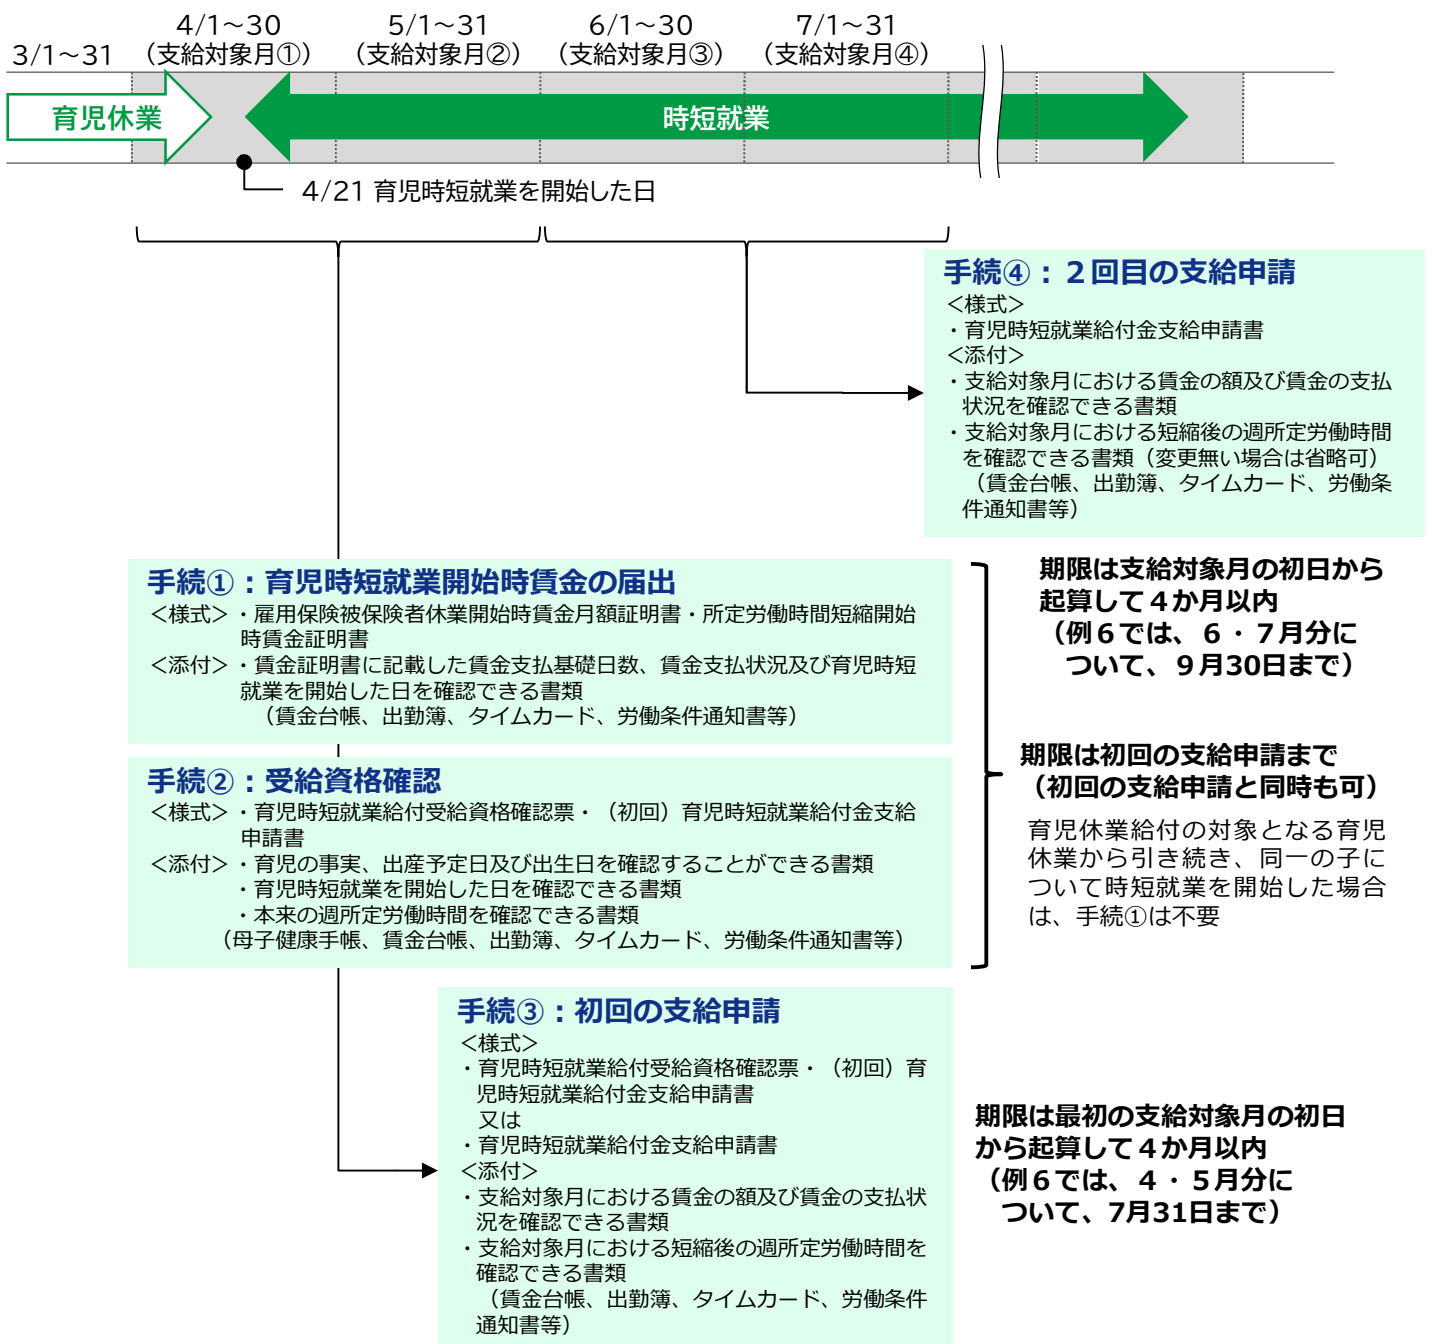 3/1～31
4/1～30
（支給対象月①）
5/1～31
（支給対象月②）
6/1～30
（支給対象月③）
7/1～31
（支給対象月④）
育児休業
時短就業
4/21 育児時短就業を開始した日
手続④：２回目の支給申請
＜様式＞
・育児時短就業給付金支給申請書
＜添付＞
・支給対象月における賃金の額及び賃金の支払
状況を確認できる書類
・支給対象月における短縮後の週所定労働時間
を確認できる書類（変更無い場合は省略可）
（賃金台帳、出勤簿、タイムカード、労働条
件通知書等）
期限は支給対象月の初日から
起算して４か月以内
（例６では、６・７月分に
ついて、９月30日まで）
手続①：育児時短就業開始時賃金の届出
＜様式＞・雇用保険被保険者休業開始時賃金月額証明書・所定労働時間短縮開始
時賃金証明書
＜添付＞・賃金証明書に記載した賃金支払基礎日数、賃金支払状況及び育児時短
就業を開始した日を確認できる書類
（賃金台帳、出勤簿、タイムカード、労働条件通知書等）
手続②：受給資格確認
＜様式＞・育児時短就業給付受給資格確認票・（初回）育児時短就業給付金支給
申請書
＜添付＞・育児の事実、出産予定日及び出生日を確認することができる書類
・育児時短就業を開始した日を確認できる書類
・本来の週所定労働時間を確認できる書類
（母子健康手帳、賃金台帳、出勤簿、タイムカード、労働条件通知書等）
期限は初回の支給申請まで
（初回の支給申請と同時も可）
育児休業給付の対象となる育児
休業から引き続き、同一の子に
ついて時短就業を開始した場合
は、手続①は不要
手続③：初回の支給申請
＜様式＞
・育児時短就業給付受給資格確認票・（初回）育
児時短就業給付金支給申請書
又は
・育児時短就業給付金支給申請書
＜添付＞
・支給対象月における賃金の額及び賃金の支払状
況を確認できる書類
・支給対象月における短縮後の週所定労働時間を
確認できる書類
（賃金台帳、出勤簿、タイムカード、労働条件
通知書等）
期限は最初の支給対象月の初日
から起算して４か月以内
（例６では、４・５月分に
ついて、7月31日まで）